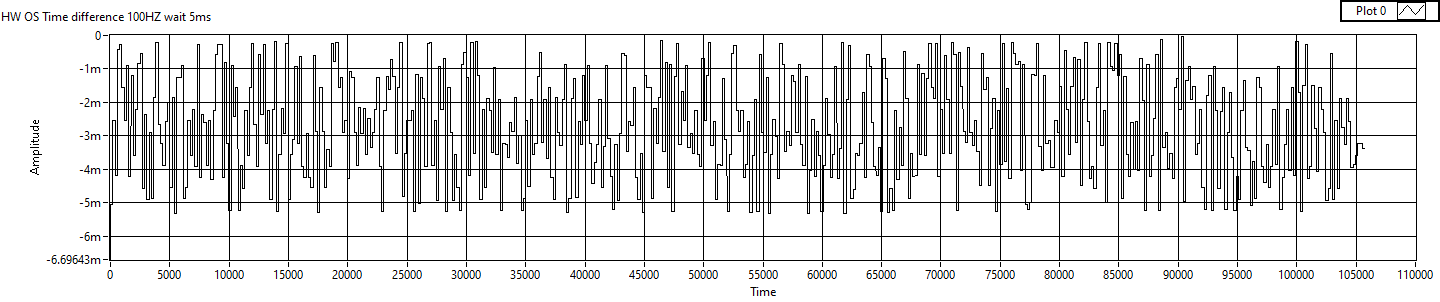 Plot 0
HW OS Time difference 100HZ wait 5ms
Amplitude
0
-1m
-2m
-3m
-4m
-5m
-6m
-6.69643m
0 5000 10000 15000 20000 25000 30000 35000 40000 45000 50000 55000 60000 65000 70000 75000 80000 85000 90000 95000 100000 105000 110000
Time